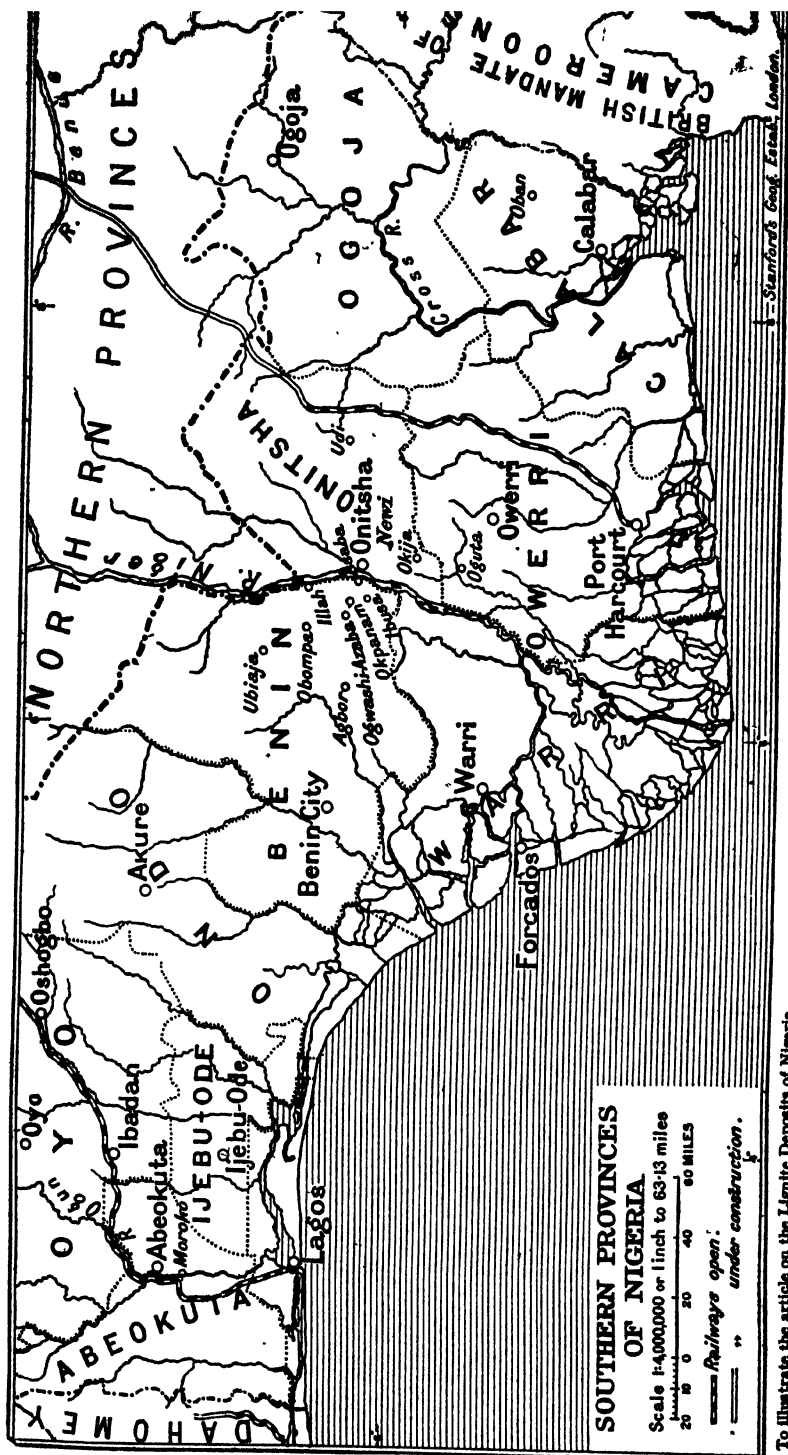 SOUTHERN PROVINCES
OF NIGERIA
Scale 1:4,000,000 or 1 inch to 63·13 miles
20 10 0 20 40 60 MILES
Railways open:
" under construction.
To illustrate the article on the Lignite Deposits of Nigeria
Stanford's Geog. Estabt., London.
DAHOMEY
ABEOKUTA
OYO
Oyo
R. Ogun
Oshogbo
Ibadan
Abeokuta
Moroko
IJEBU-ODE
Ijebu-Ode
Lagos
ONDO
Akure
NORTHERN PROVINCES
BENIN
Benin City
Ubiaja
Obompa
Illah
Agbor
Ogwashi-Azaba
Okpanam
Ibusa
WARRI
Warri
Forcados
R. Niger
Asaba
Onitsha
Newi
ONITSHA
Udi
Okija
Oguta
Owerri
OWERRI
Port
Harcourt
R. Benue
OGOJA
Ogoja
Cross R.
CALABAR
Oban
Calabar
BRITISH MANDATE
OF
CAMEROON